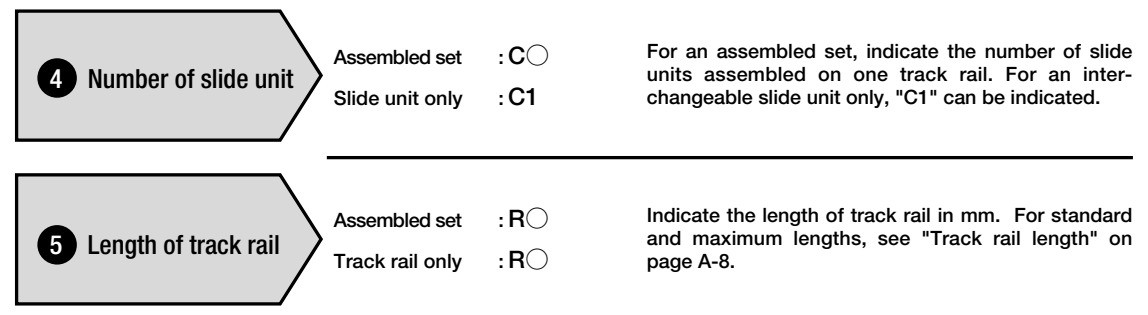 4 Number of slide unit
Assembled set : C○
Slide unit only : C1
For an assembled set, indicate the number of slide
units assembled on one track rail. For an inter-
changeable slide unit only, "C1" can be indicated.
5 Length of track rail
Assembled set : R○
Track rail only : R○
Indicate the length of track rail in mm. For standard
and maximum lengths, see "Track rail length" on
page A-8.